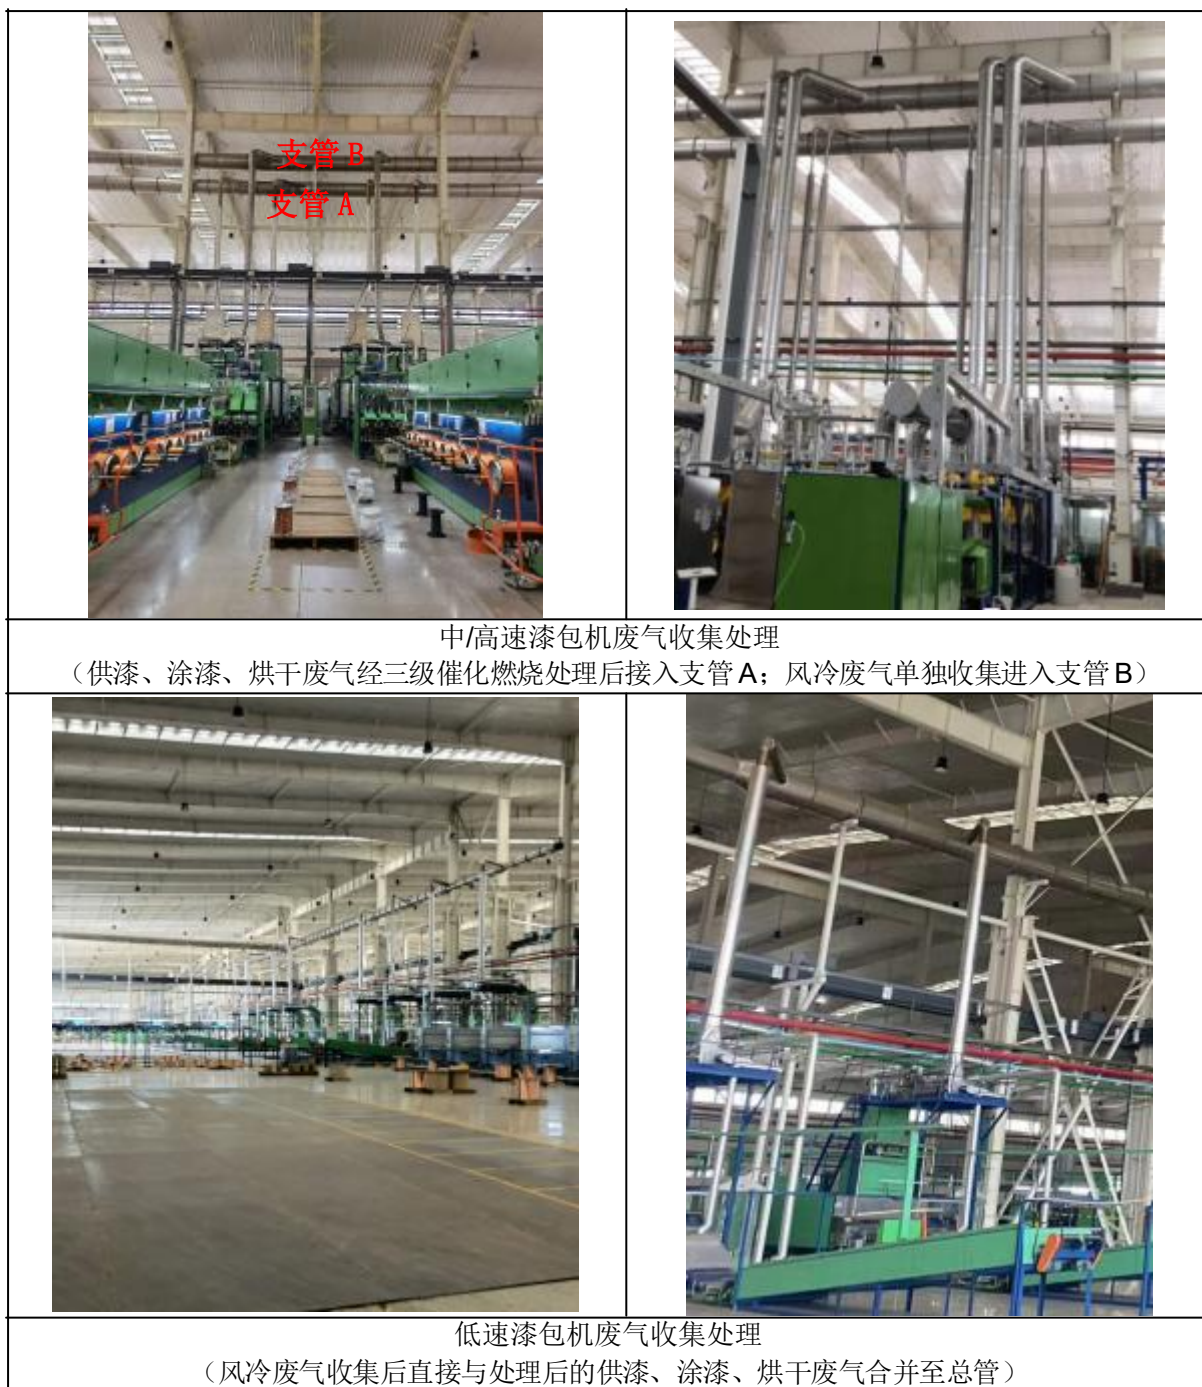 支管 B
支管 A
中/高速漆包机废气收集处理
（供漆、涂漆、烘干废气经三级催化燃烧处理后接入支管 A；风冷废气单独收集进入支管 B）
低速漆包机废气收集处理
（风冷废气收集后直接与处理后的供漆、涂漆、烘干废气合并至总管）